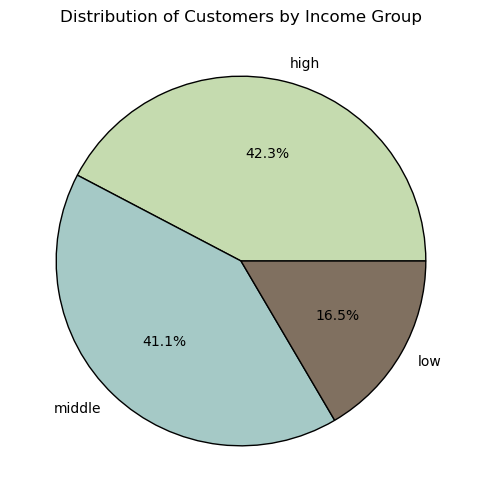 Distribution of Customers by Income Group
high
42.3%
16.5%
41.1%
low
middle